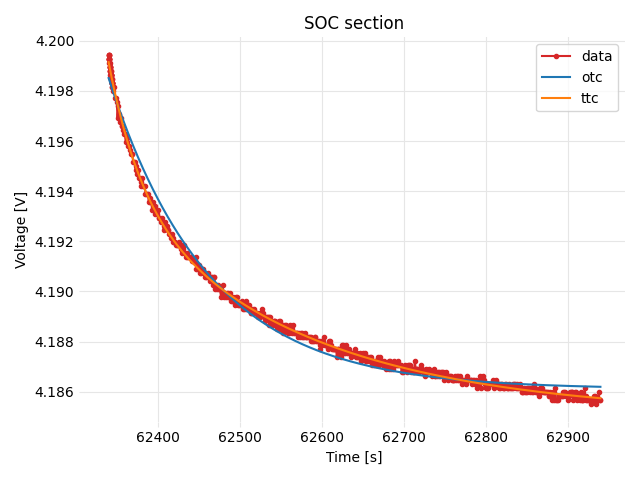 SOC section
4.200
4.198
4.196
4.194
4.192
4.190
4.188
4.186
Voltage [V]
data
otc
ttc
62400 62500 62600 62700 62800 62900
Time [s]